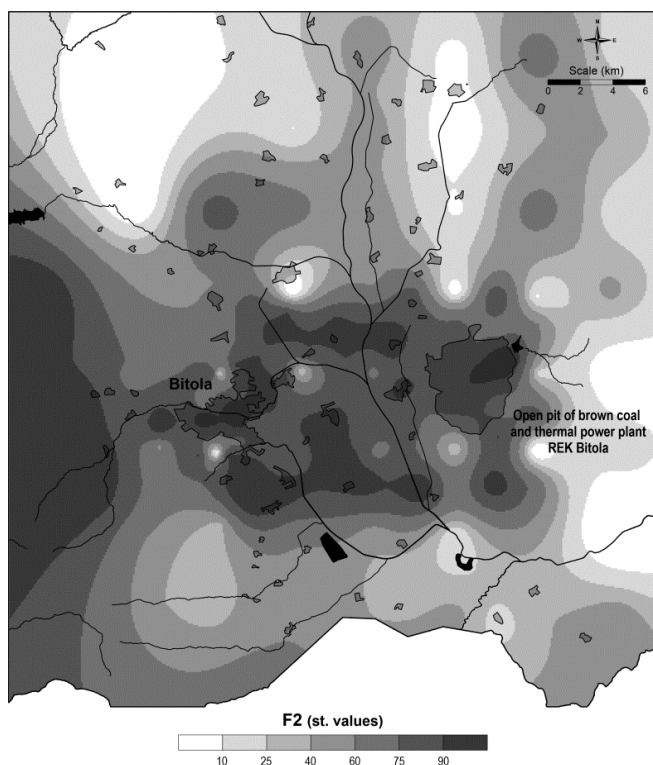 N
W E
S
Scale (km)
0 2 4 6
Bitola
Open pit of brown coal
and thermal power plant
REK Bitola
F2 (st. values)
10 25 40 60 75 90